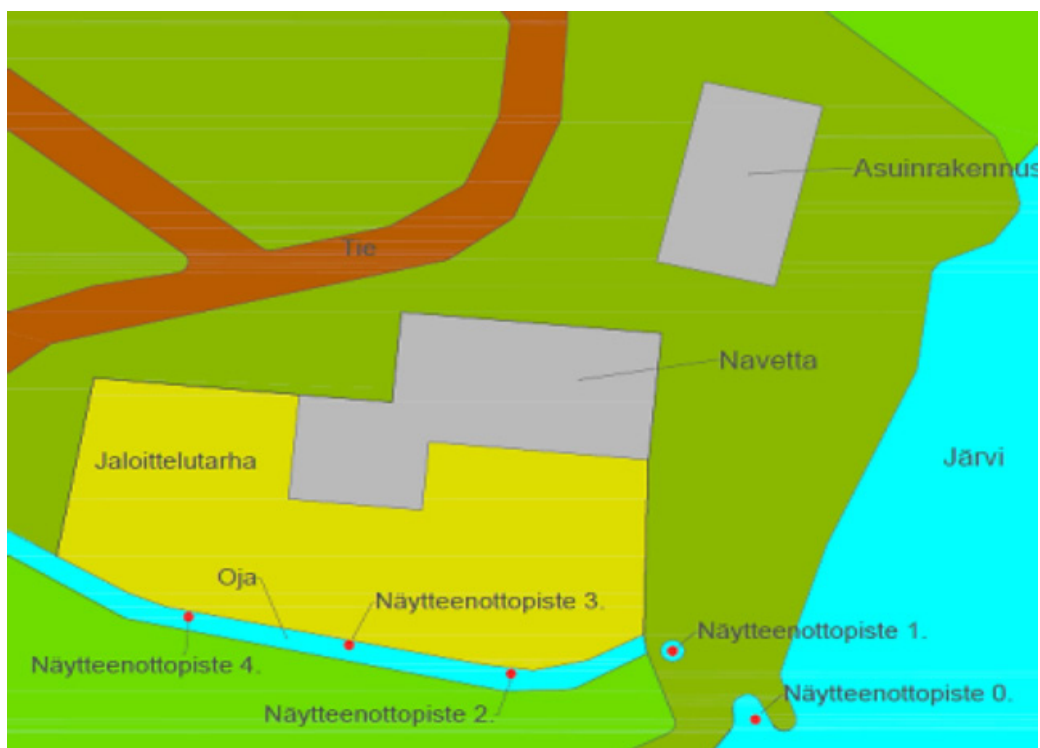 Asuinrakennus
Tie
Navetta
Jaloittelutarha
Järvi
Oja
Näytteenottopiste 3.
Näytteenottopiste 1.
Näytteenottopiste 4.
Näytteenottopiste 0.
Näytteenottopiste 2.